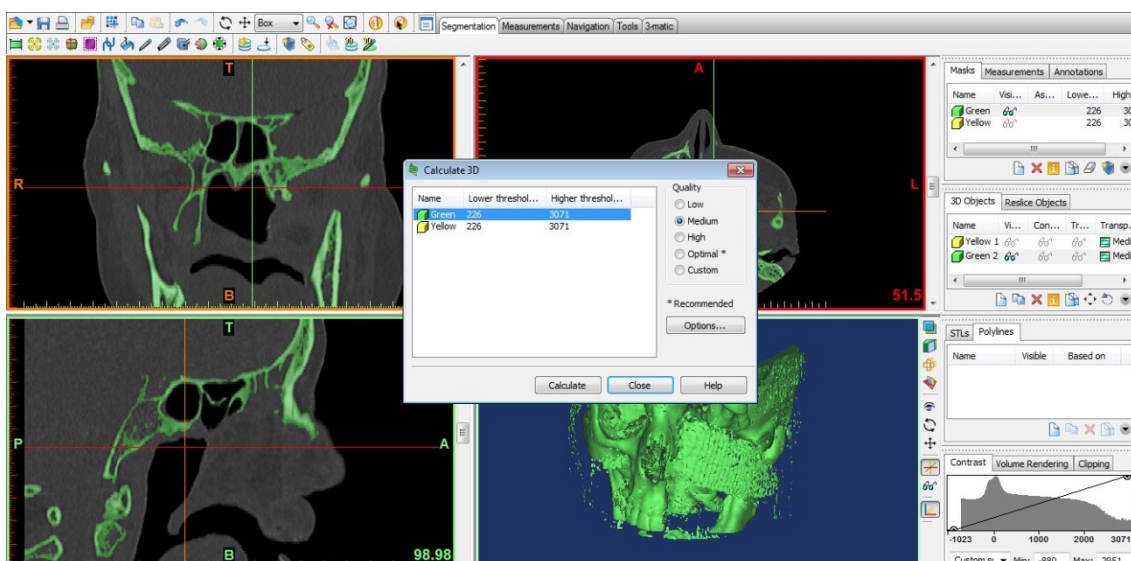 Box
Segmentation Measurements Navigation Tools 3-matic
T
R
B
A
L
51.5
T
P
A
B
98.98
Calculate 3D
Name Lower threshol... Higher threshol...
Green 226 3071
Yellow 226 3071
Quality
Low
Medium
High
Optimal *
Custom
* Recommended
Options...
Calculate Close Help
Masks Measurements Annotations
Name Visi... As... Lowe... High
Green 226 30
Yellow 226 30
3D Objects Reslice Objects
Name Vi... Con... Tr... Transp.
Yellow 1 Medi
Green 2 Medi
STLs Polylines
Name Visible Based on
Contrast Volume Rendering Clipping
-1023 0 1000 2000 3071
Min: -880 Max: 2951